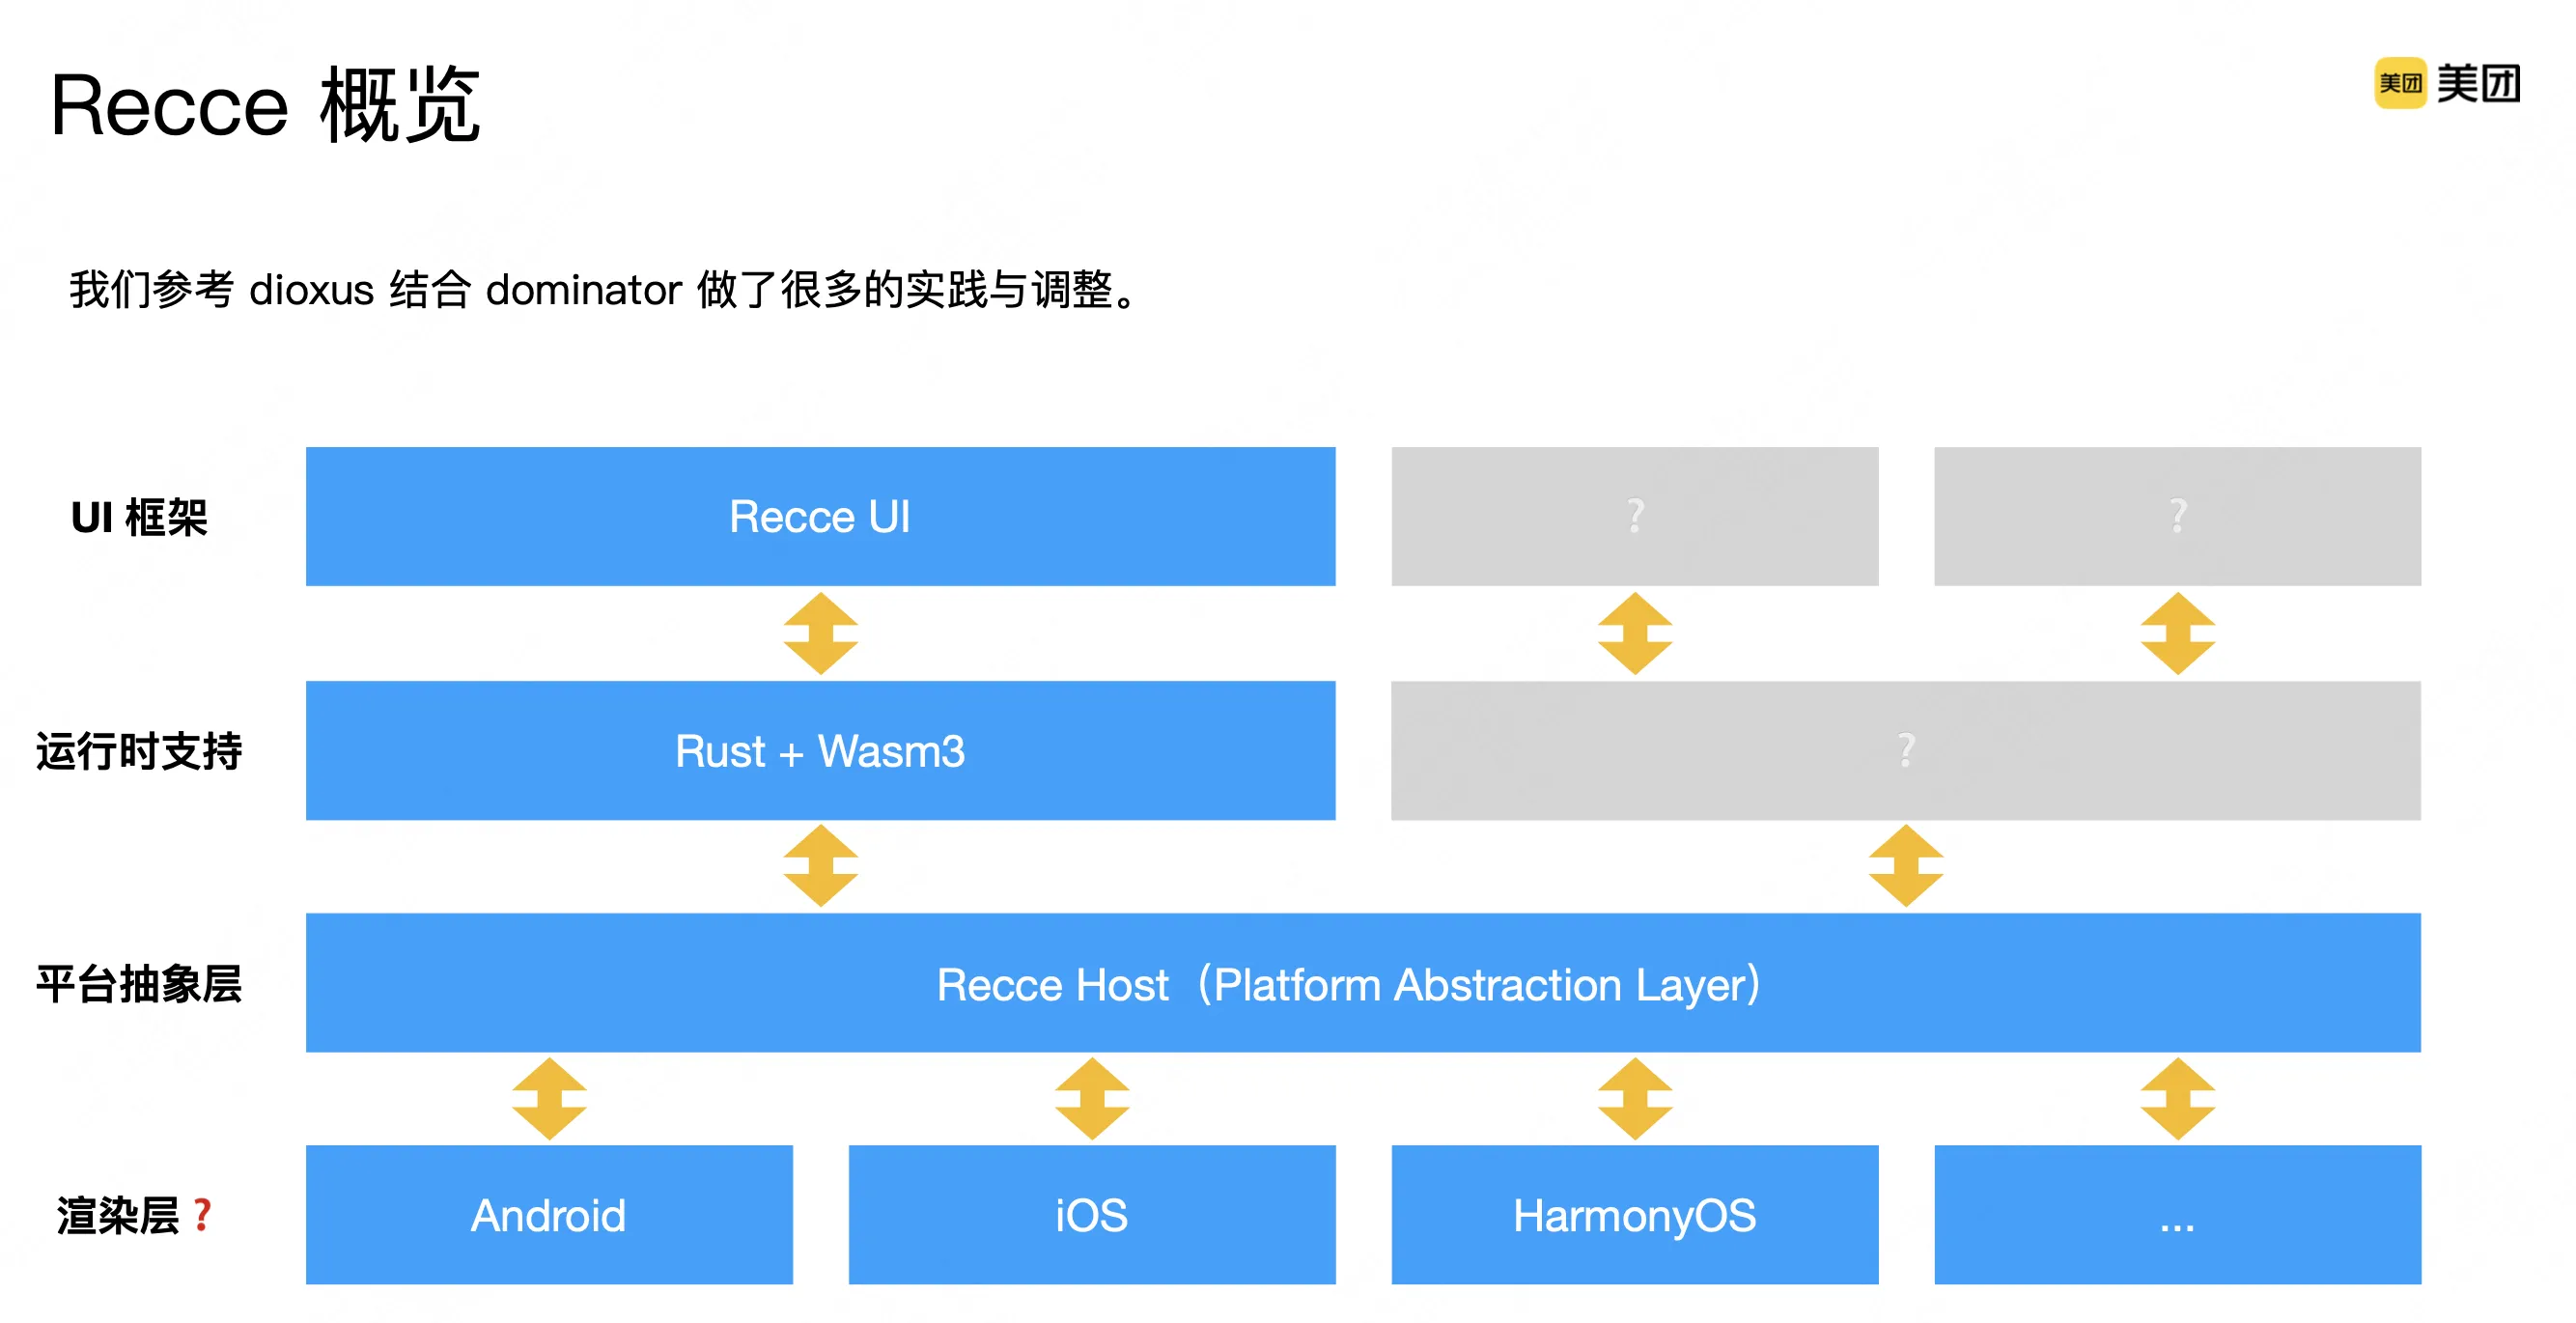 Recce 概览
美团 美团
我们参考 dioxus 结合 dominator 做了很多的实践与调整。
UI 框架
Recce UI
?
?
运行时支持
Rust + Wasm3
?
平台抽象层
Recce Host（Platform Abstraction Layer）
渲染层 ?
Android
iOS
HarmonyOS
...